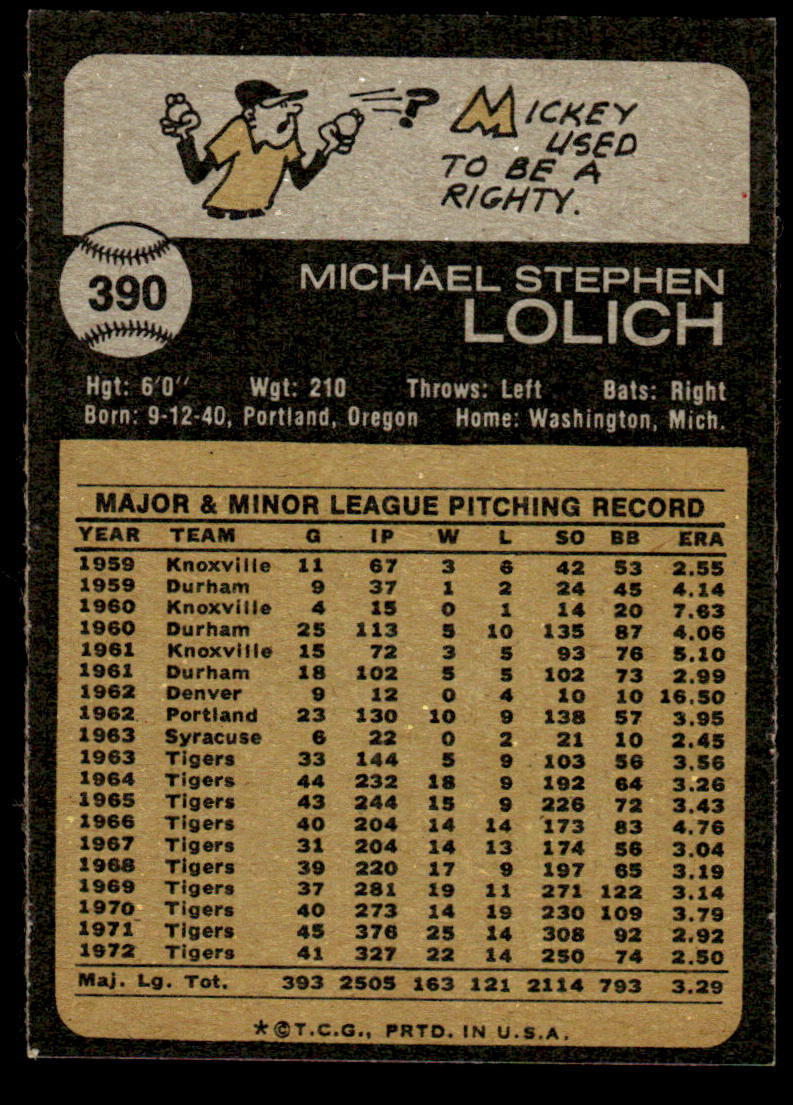 ?
MICKEY
USED
TO BE A
RIGHTY.
390
MICHAEL STEPHEN
LOLICH
Hgt: 6'0" Wgt: 210 Throws: Left Bats: Right
Born: 9-12-40, Portland, Oregon Home: Washington, Mich.
MAJOR & MINOR LEAGUE PITCHING RECORD
YEAR TEAM G IP W L SO BB ERA
1959 Knoxville 11 67 3 6 42 53 2.55
1959 Durham 9 37 1 2 24 45 4.14
1960 Knoxville 4 15 0 1 14 20 7.63
1960 Durham 25 113 5 10 135 87 4.06
1961 Knoxville 15 72 3 5 93 76 5.10
1961 Durham 18 102 5 5 102 73 2.99
1962 Denver 9 12 0 4 10 10 16.50
1962 Portland 23 130 10 9 138 57 3.95
1963 Syracuse 6 22 0 2 21 10 2.45
1963 Tigers 33 144 5 9 103 56 3.56
1964 Tigers 44 232 18 9 192 64 3.26
1965 Tigers 43 244 15 9 226 72 3.43
1966 Tigers 40 204 14 14 173 83 4.76
1967 Tigers 31 204 14 13 174 56 3.04
1968 Tigers 39 220 17 9 197 65 3.19
1969 Tigers 37 281 19 11 271 122 3.14
1970 Tigers 40 273 14 19 230 109 3.79
1971 Tigers 45 376 25 14 308 92 2.92
1972 Tigers 41 327 22 14 250 74 2.50
Maj. Lg. Tot. 393 2505 163 121 2114 793 3.29
*©T.C.G., PRTD. IN U.S.A.